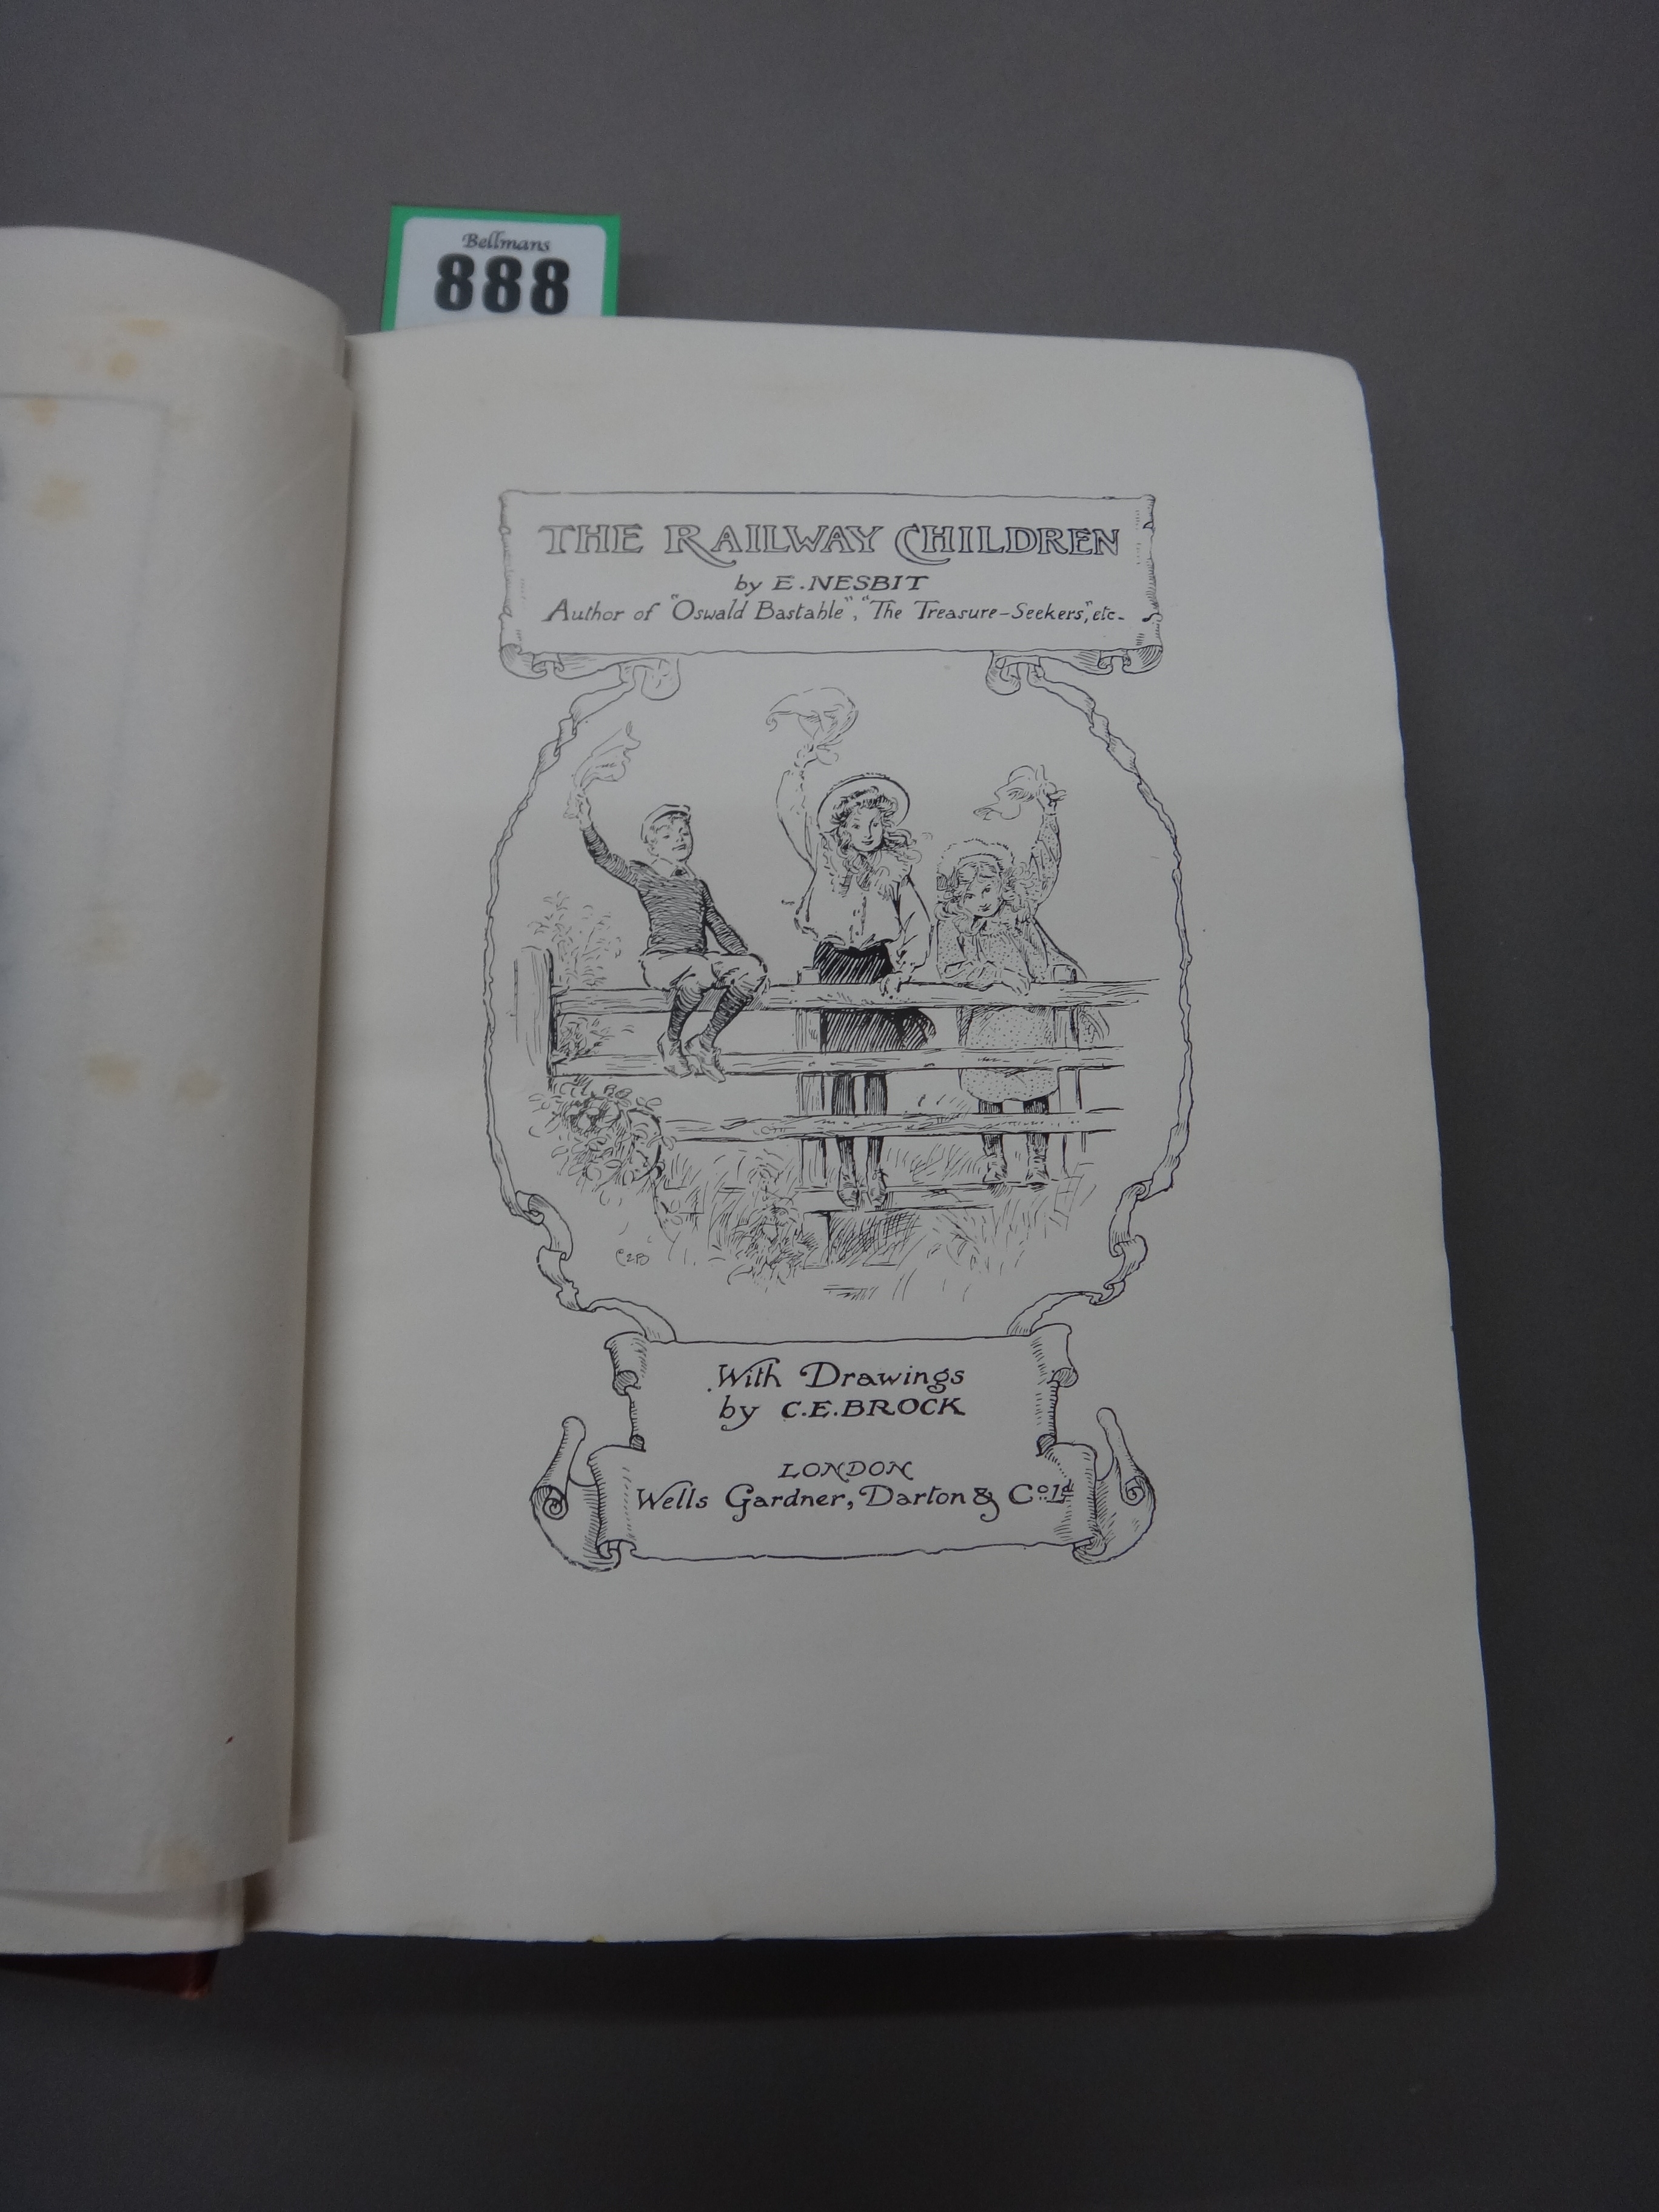 Bellmans
888
THE RAILWAY CHILDREN
by E. NESBIT
Author of "Oswald Bastable", "The Treasure-Seekers," etc.
CEB
With Drawings
by C.E. BROCK
LONDON
Wells Gardner, Darton & Co. Ld